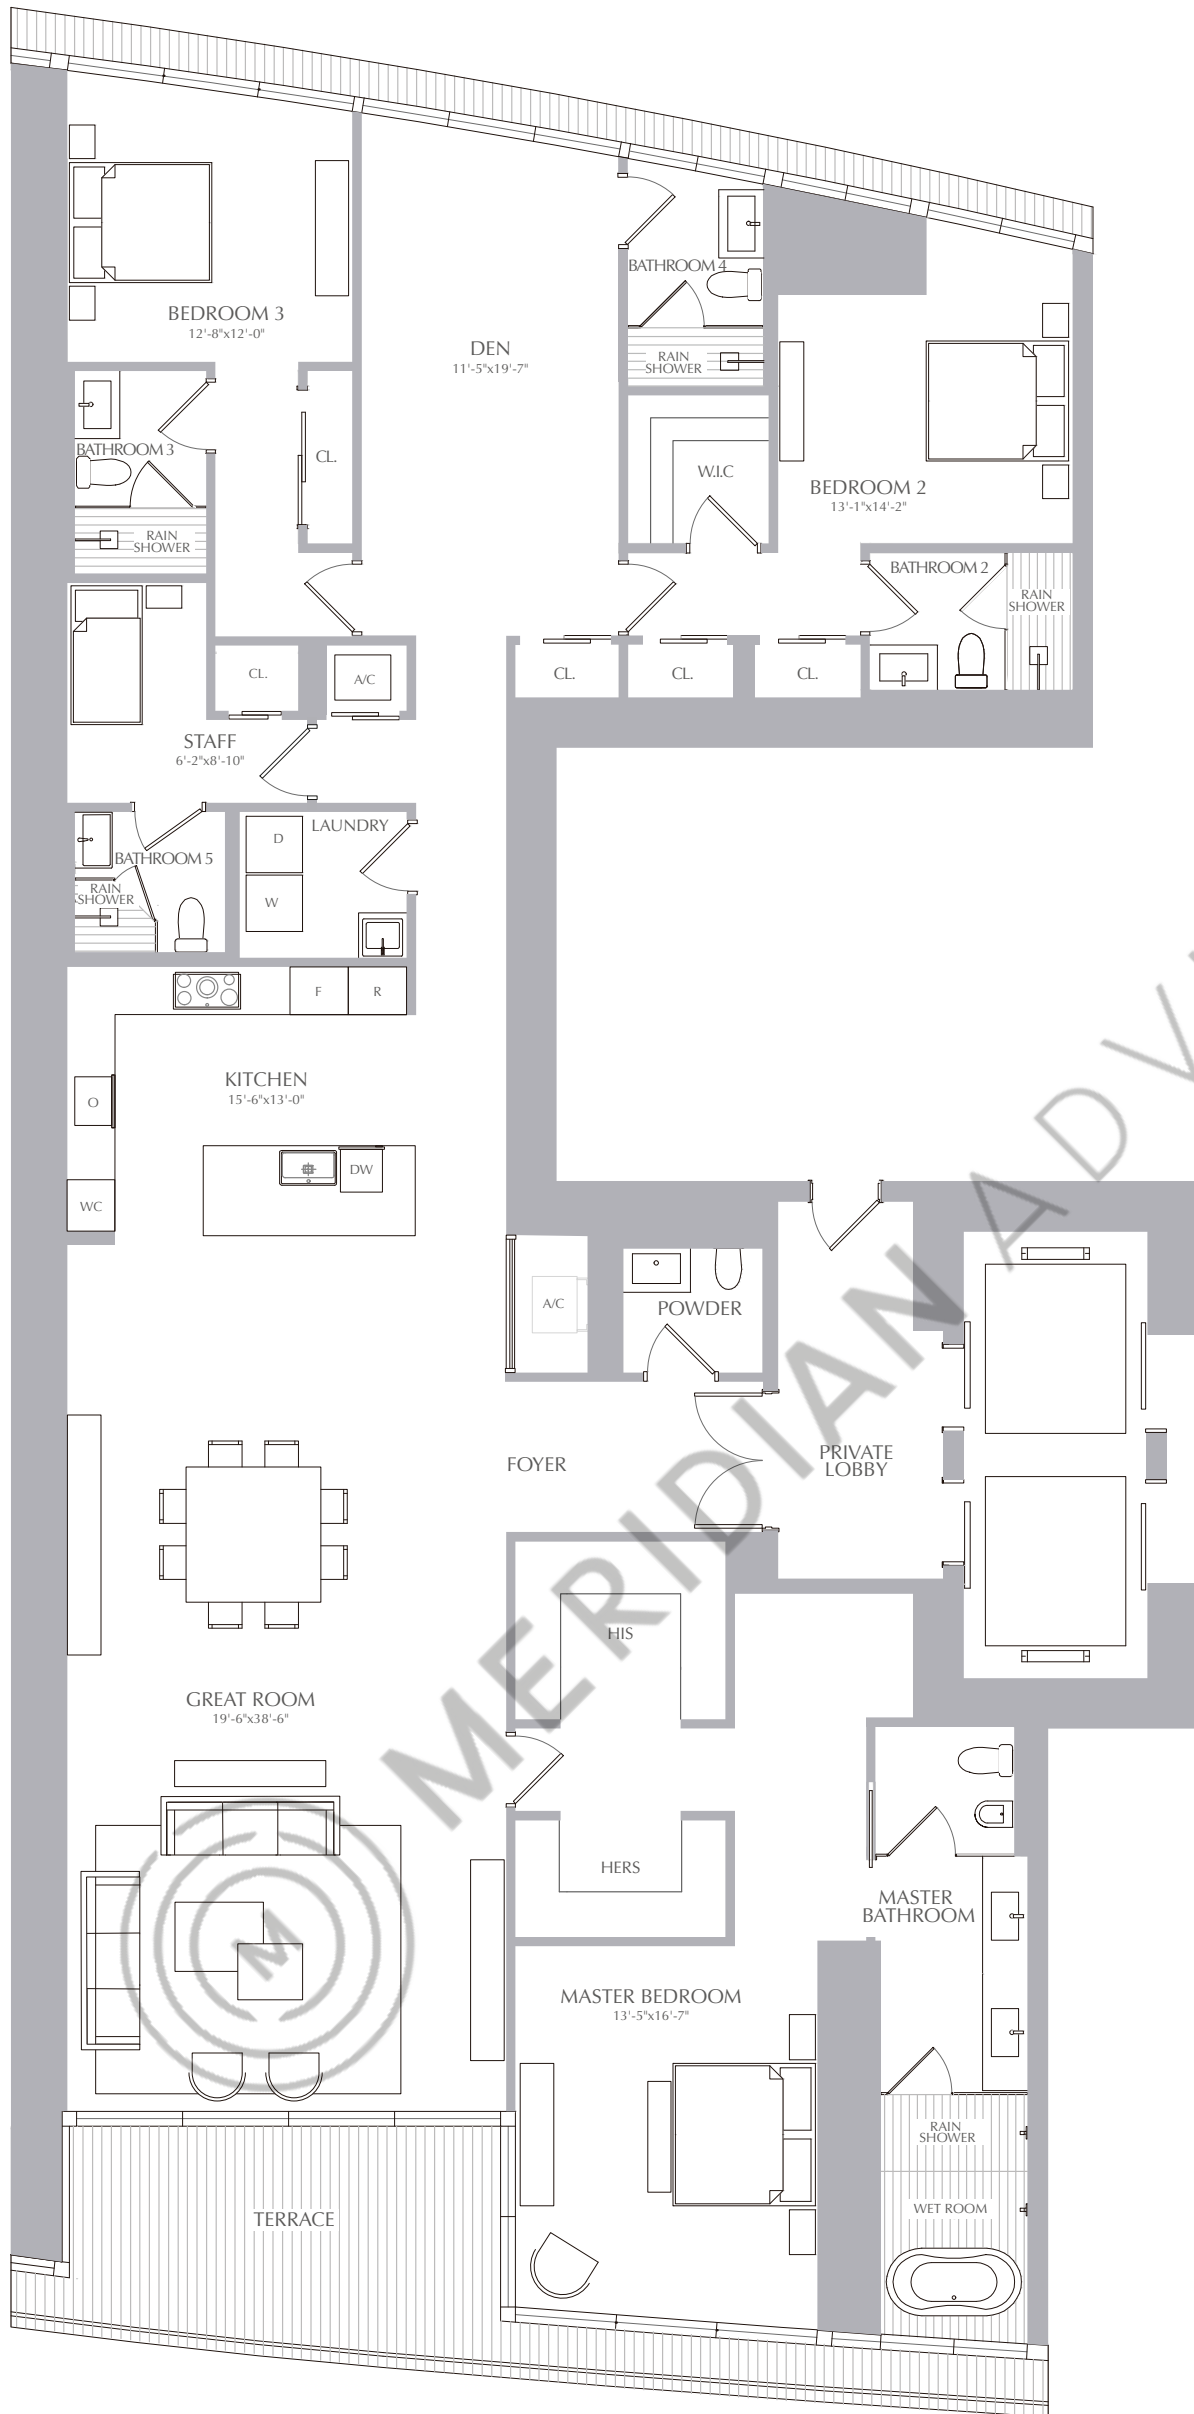 BEDROOM 3
12'-8"x12'-0"
DEN
11'-5"x19'-7"
BATHROOM 4
RAIN
SHOWER
BATHROOM 3
CL.
W.I.C
BEDROOM 2
13'-1"x14'-2"
RAIN
SHOWER
BATHROOM 2
RAIN
SHOWER
CL.
A/C
CL.
CL.
CL.
STAFF
6'-2"x8'-10"
LAUNDRY
D
BATHROOM 5
RAIN
SHOWER
W
F
R
KITCHEN
15'-6"x13'-0"
O
DW
WC
A/C
POWDER
FOYER
PRIVATE
LOBBY
HIS
GREAT ROOM
19'-6"x38'-6"
HERS
MASTER
BATHROOM
MASTER BEDROOM
13'-5"x16'-7"
RAIN
SHOWER
WET ROOM
TERRACE
M MERIDIAN ADV